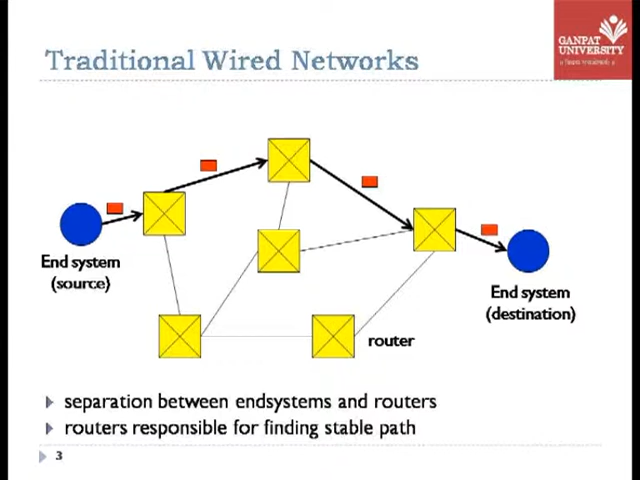 Traditional Wired Networks
GANPAT
UNIVERSITY
End system
(source)
End system
(destination)
router
separation between endsystems and routers
routers responsible for finding stable path
3